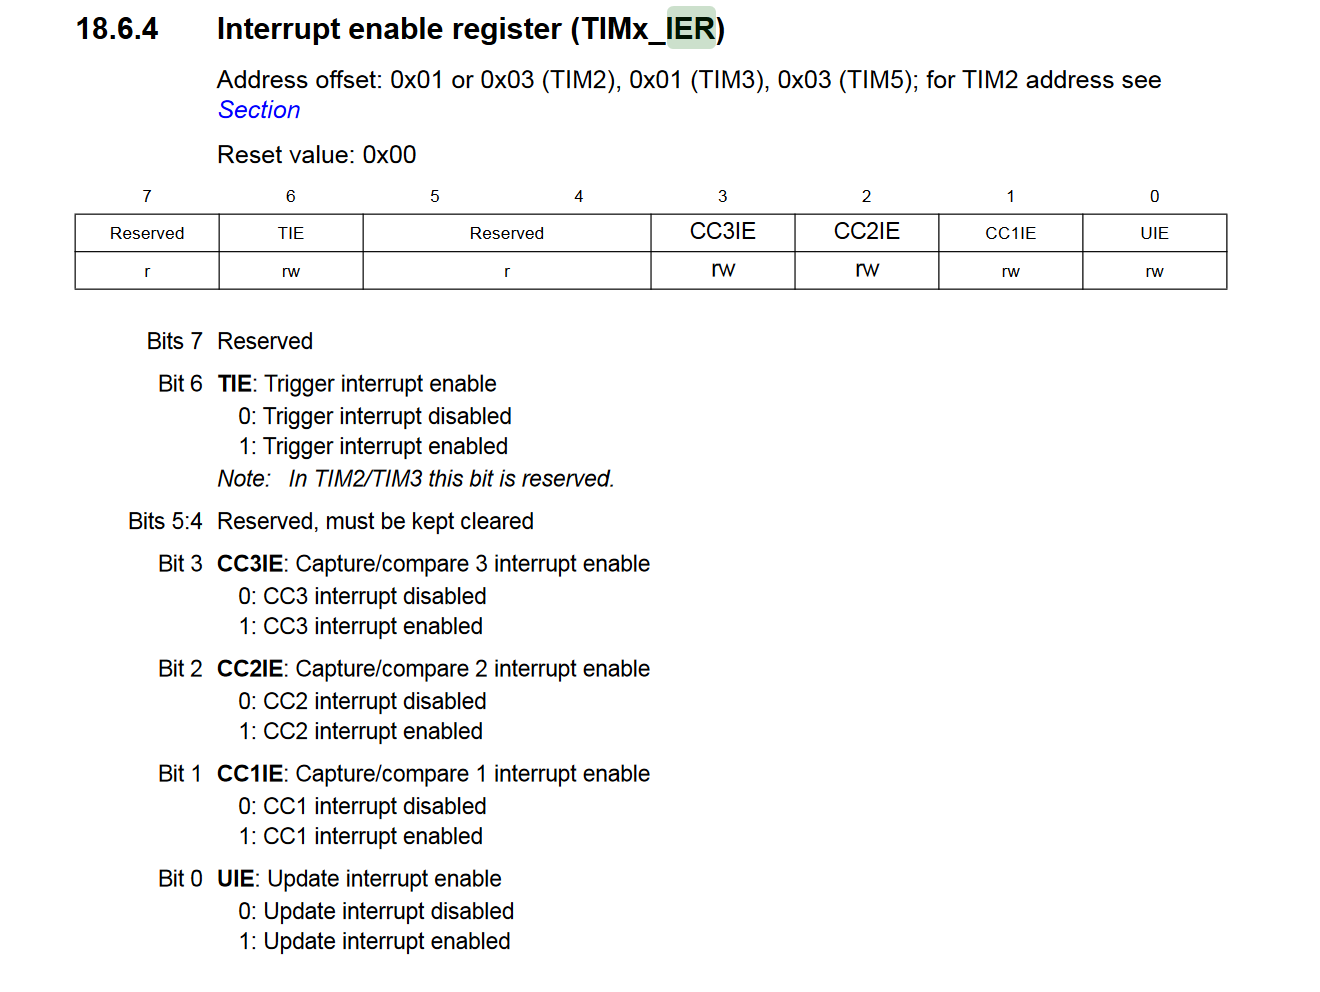 18.6.4 Interrupt enable register (TIMx_IER)
Address offset: 0x01 or 0x03 (TIM2), 0x01 (TIM3), 0x03 (TIM5); for TIM2 address see
Section
Reset value: 0x00
7 6 5 4 3 2 1 0
Reserved TIE Reserved CC3IE CC2IE CC1IE UIE
r rw r rw rw rw rw
Bits 7 Reserved
Bit 6 TIE: Trigger interrupt enable
0: Trigger interrupt disabled
1: Trigger interrupt enabled
Note: In TIM2/TIM3 this bit is reserved.
Bits 5:4 Reserved, must be kept cleared
Bit 3 CC3IE: Capture/compare 3 interrupt enable
0: CC3 interrupt disabled
1: CC3 interrupt enabled
Bit 2 CC2IE: Capture/compare 2 interrupt enable
0: CC2 interrupt disabled
1: CC2 interrupt enabled
Bit 1 CC1IE: Capture/compare 1 interrupt enable
0: CC1 interrupt disabled
1: CC1 interrupt enabled
Bit 0 UIE: Update interrupt enable
0: Update interrupt disabled
1: Update interrupt enabled